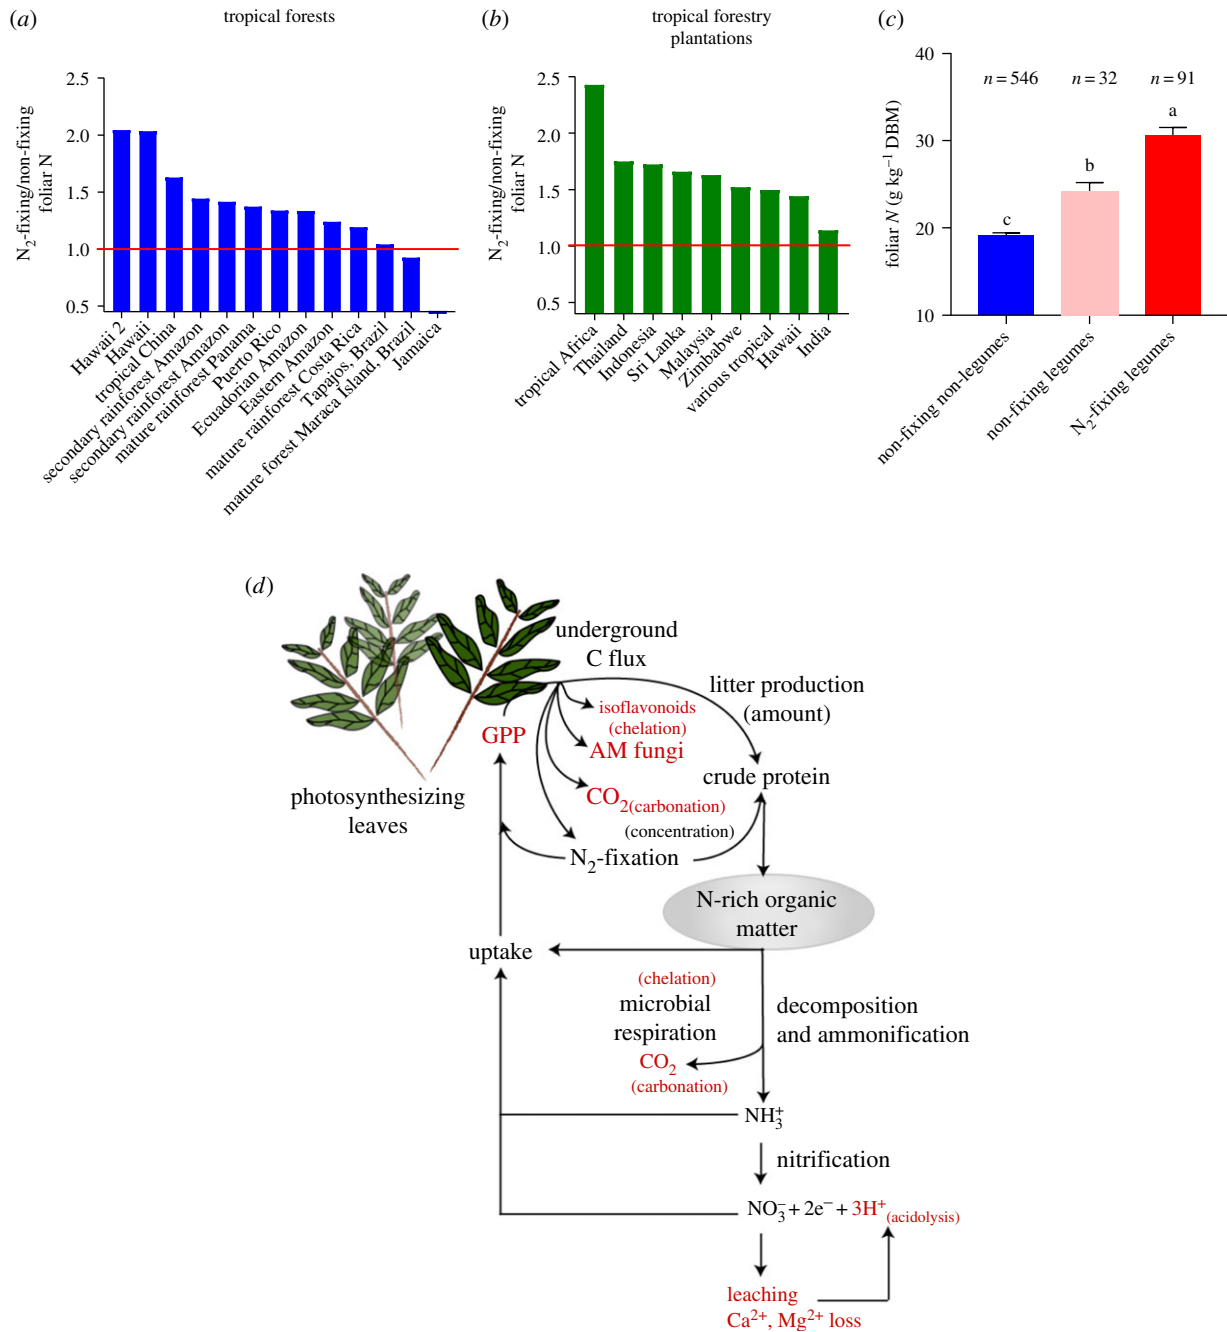 (a)
tropical forests
N₂-fixing/non-fixing
foliar N
2.5
2.0
1.5
1.0
0.5
Hawaii 2
Hawaii
tropical China
secondary rainforest Amazon
secondary rainforest Amazon
mature rainforest Panama
Puerto Rico
Ecuadorian Amazon
Eastern Amazon
mature rainforest Costa Rica
Tapajos, Brazil
mature forest Maraca Island, Brazil
Jamaica
(b)
tropical forestry
plantations
N₂-fixing/non-fixing
foliar N
2.5
2.0
1.5
1.0
0.5
tropical Africa
Thailand
Indonesia
Sri Lanka
Malaysia
Zimbabwe
various tropical
Hawaii
India
(c)
foliar N (g kg⁻¹ DBM)
40
30
20
10
n = 546
n = 32
n = 91
c
b
a
non-fixing non-legumes
non-fixing legumes
N₂-fixing legumes
(d)
underground
C flux
litter production
(amount)
isoflavonoids
(chelation)
GPP
AM fungi
crude protein
photosynthesizing
leaves
CO₂(carbonation)
(concentration)
N₂-fixation
N-rich organic
matter
uptake
(chelation)
microbial
respiration
decomposition
and ammonification
CO₂
(carbonation)
NH₃⁺
nitrification
NO₃⁻ + 2e⁻ + 3H⁺(acidolysis)
leaching
Ca²⁺, Mg²⁺ loss